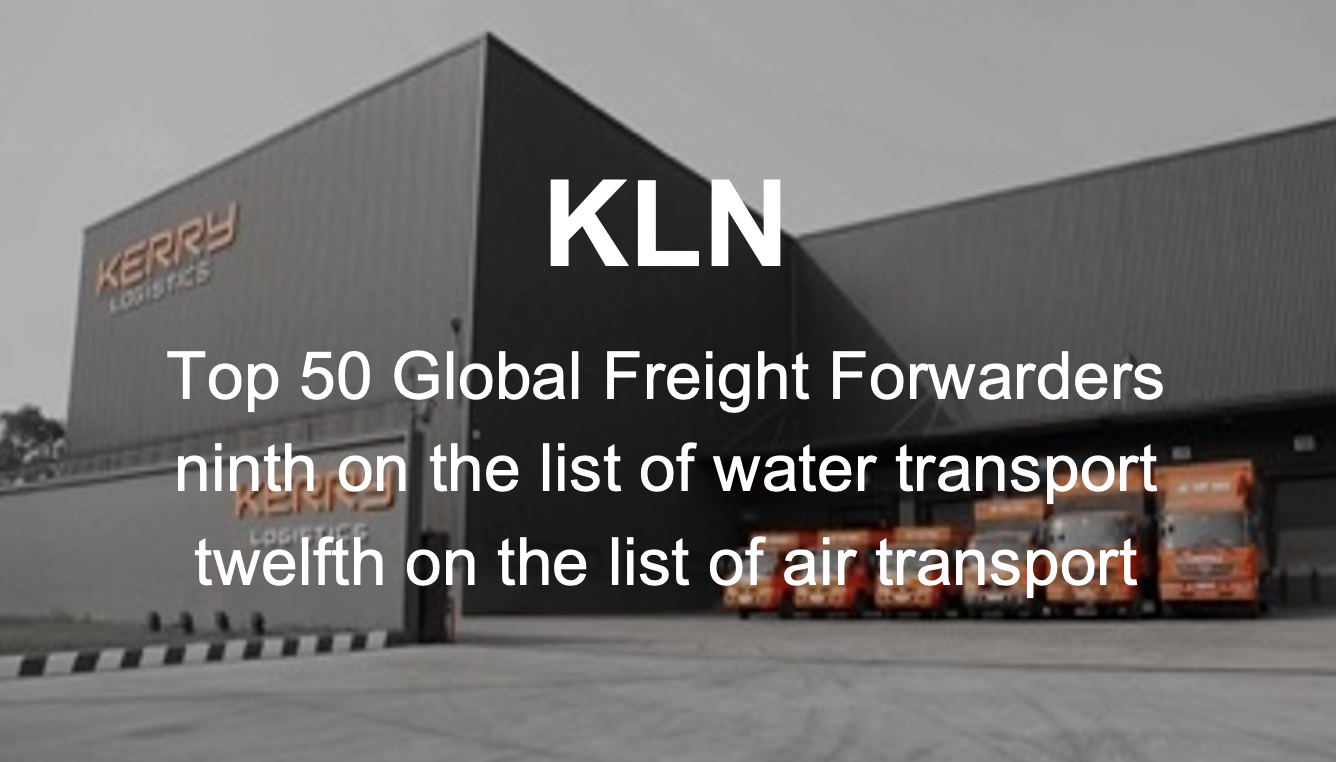 KERRY
LOGISTICS
KLN
Top 50 Global Freight Forwarders
ninth on the list of water transport
KERRY
LOGISTICS
twelfth on the list of air transport